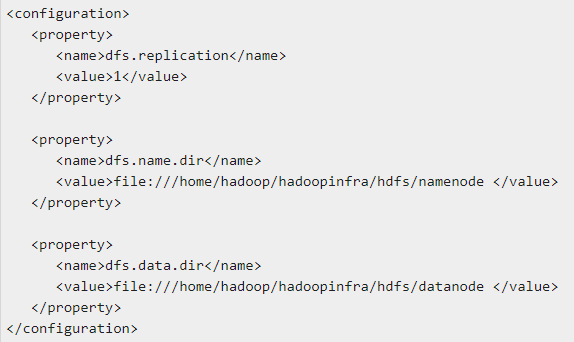 <configuration>
   <property>
      <name>dfs.replication</name>
      <value>1</value>
   </property>

   <property>
      <name>dfs.name.dir</name>
      <value>file:///home/hadoop/hadoopinfra/hdfs/namenode </value>
   </property>

   <property>
      <name>dfs.data.dir</name>
      <value>file:///home/hadoop/hadoopinfra/hdfs/datanode </value>
   </property>
</configuration>